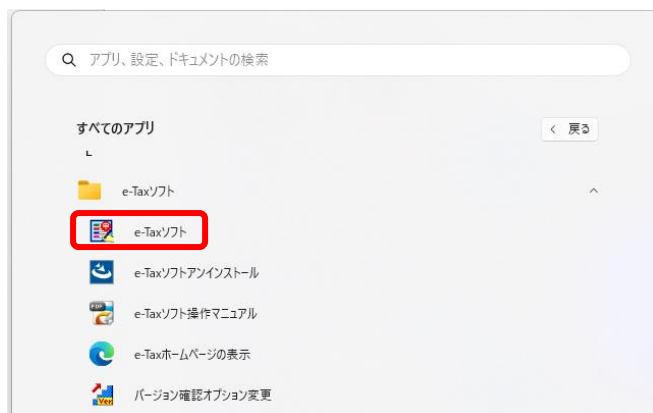 アプリ、設定、ドキュメントの検索
すべてのアプリ
戻る
e-Taxソフト
e-Taxソフト
e-Taxソフトアンインストール
e-Taxソフト操作マニュアル
e-Taxホームページの表示
バージョン確認オプション変更